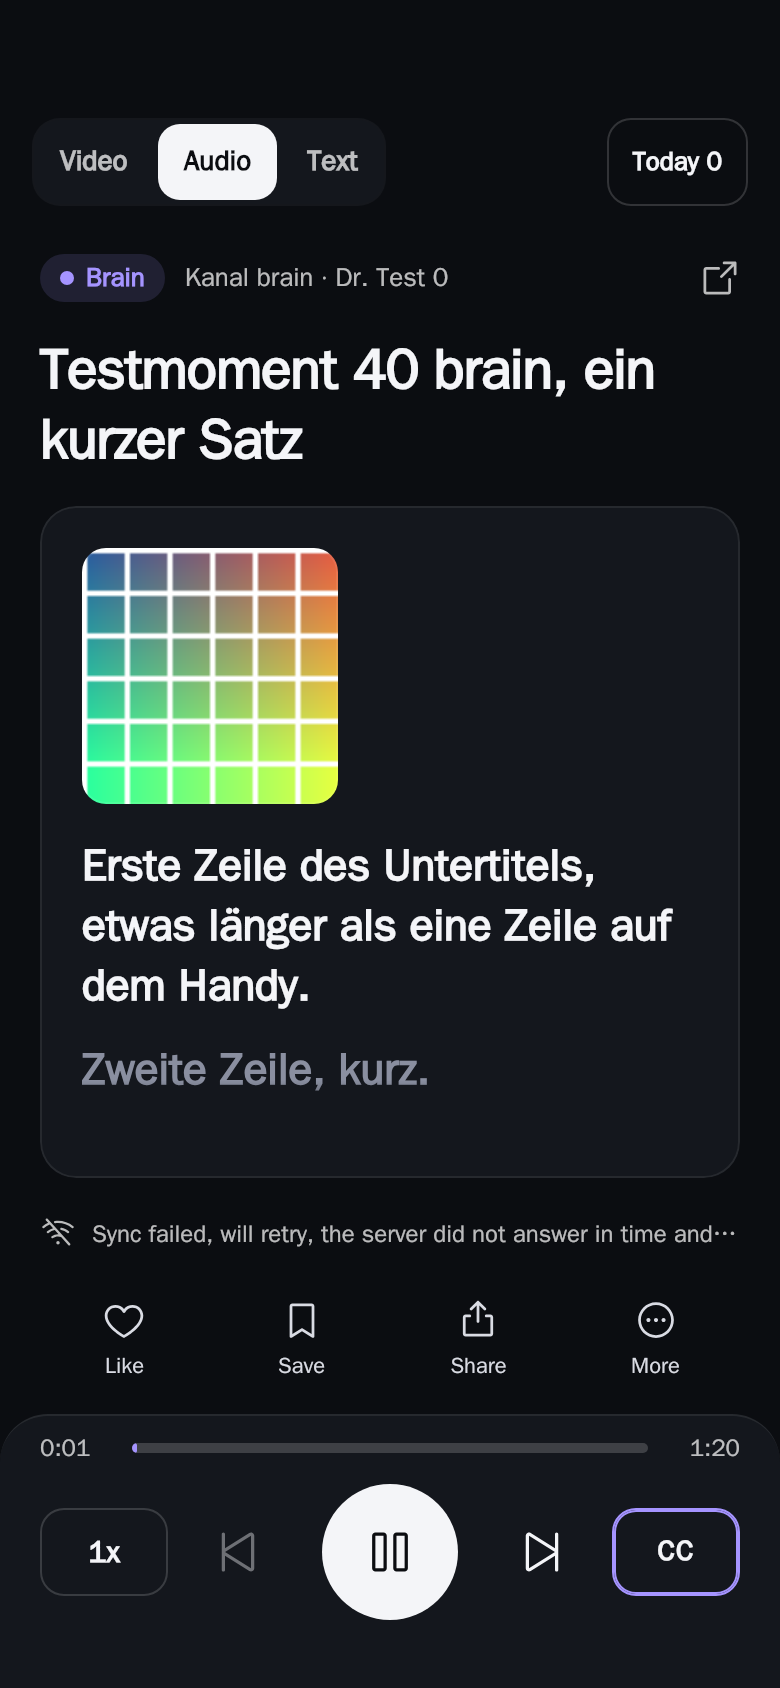 Video Audio Text Today 0
Brain Kanal brain · Dr. Test 0
Testmoment 40 brain, ein
kurzer Satz
Erste Zeile des Untertitels,
etwas länger als eine Zeile auf
dem Handy.
Zweite Zeile, kurz.
Sync failed, will retry, the server did not answer in time and…
Like Save Share More
0:01 1:20
1x CC